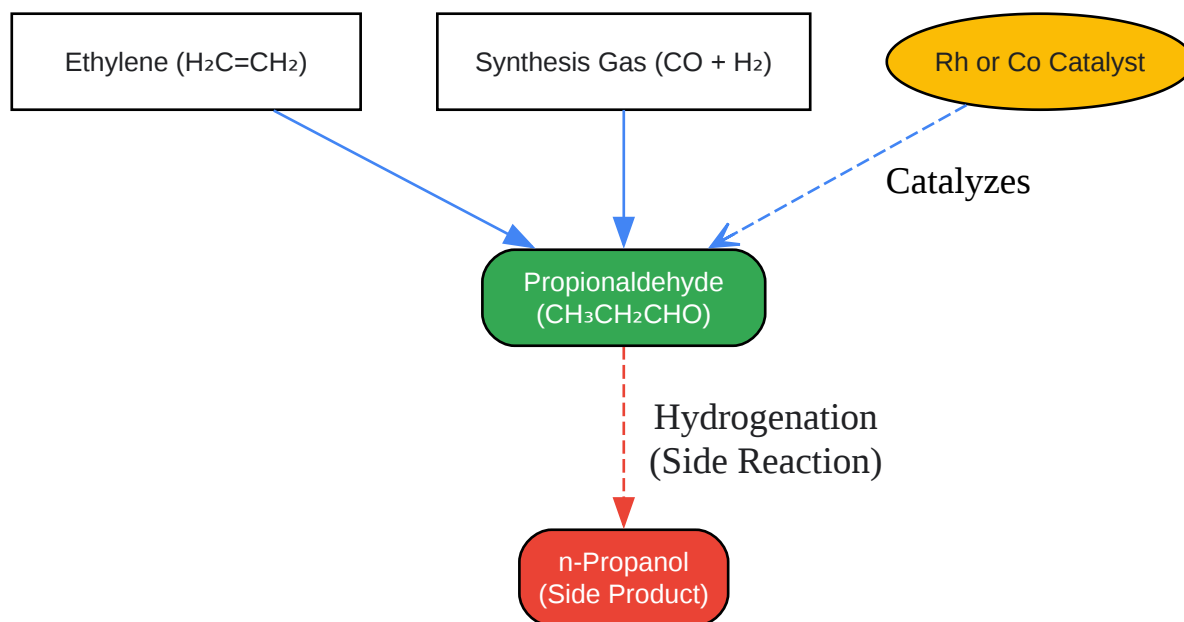 Ethylene (H₂C=CH₂)
Synthesis Gas (CO + H₂)
Rh or Co Catalyst
Catalyzes
Propionaldehyde
(CH₃CH₂CHO)
Hydrogenation
(Side Reaction)
n-Propanol
(Side Product)